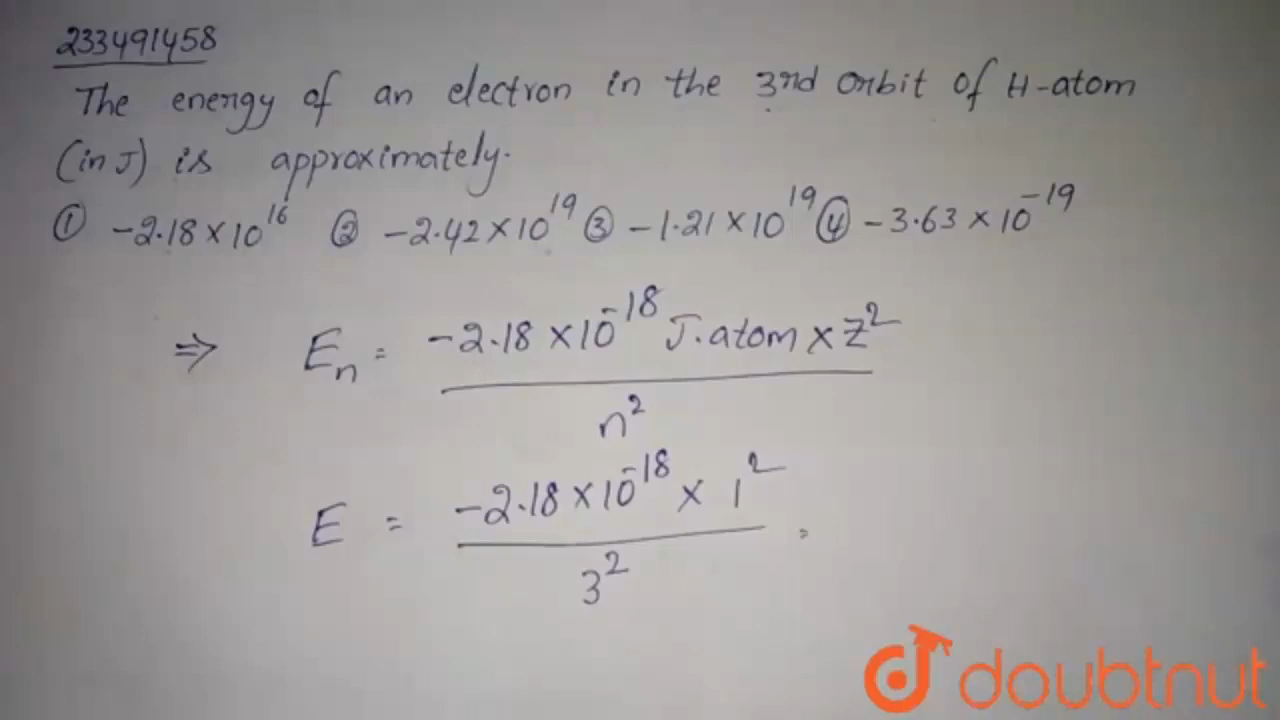 233491458
The energy of an electron in the 3rd orbit of H-atom
(in J) is approximately.
① -2.18 × 10^16 ② -2.42 × 10^19 ③ -1.21 × 10^19 ④ -3.63 × 10^-19
⇒ En = -2.18 × 10^-18 J.atom × Z^2
n^2
E = -2.18 × 10^-18 × 1^2
3^2
doubtnut